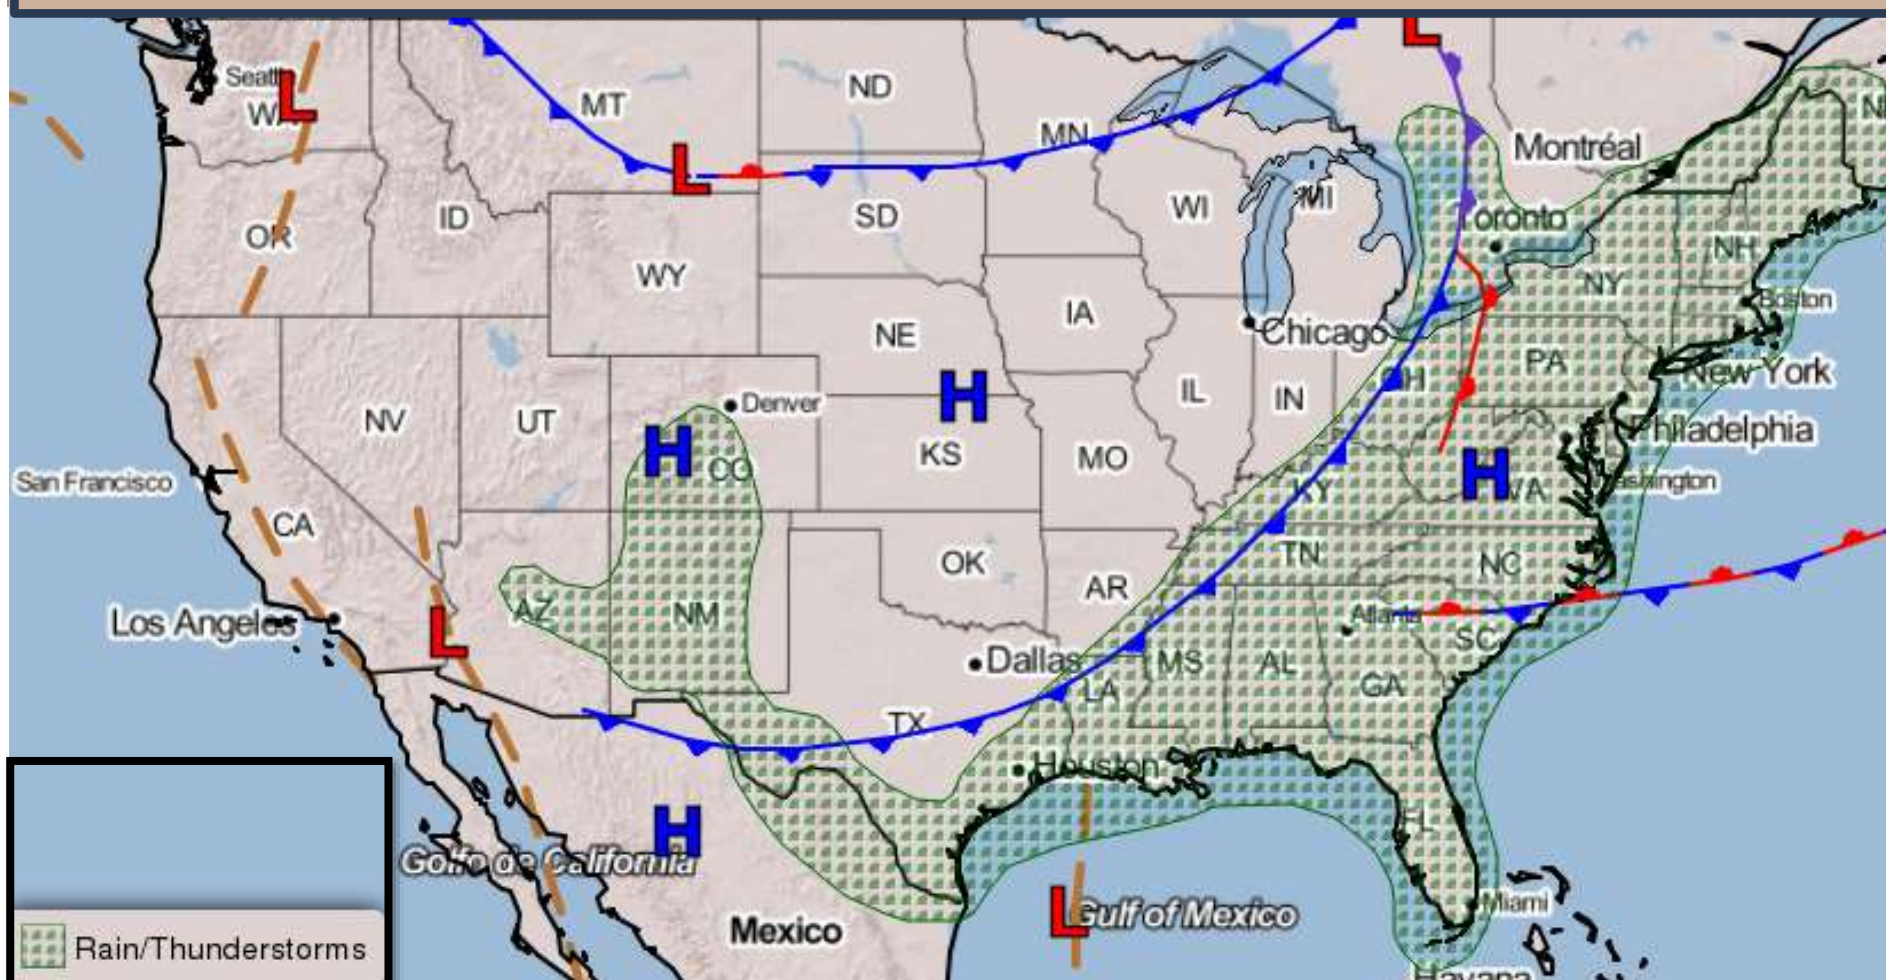 L
Seattle
WA
L
MT
ND
MN
Montréal
L
WI
MI
OR
ID
SD
Toronto
NH
WY
NY
Boston
IA
NE
Chicago
PA
New York
OH
H
IL
IN
Denver
NV
UT
Philadelphia
H
CO
KS
MO
H
VA
Washington
San Francisco
KY
CA
TN
OK
NC
AR
AZ
NM
Atlanta
Los Angeles
L
SC
Dallas
MS
AL
LA
GA
TX
Houston
H
FL
Golfo de California
Miami
L
Gulf of Mexico
Mexico
Rain/Thunderstorms
Havana